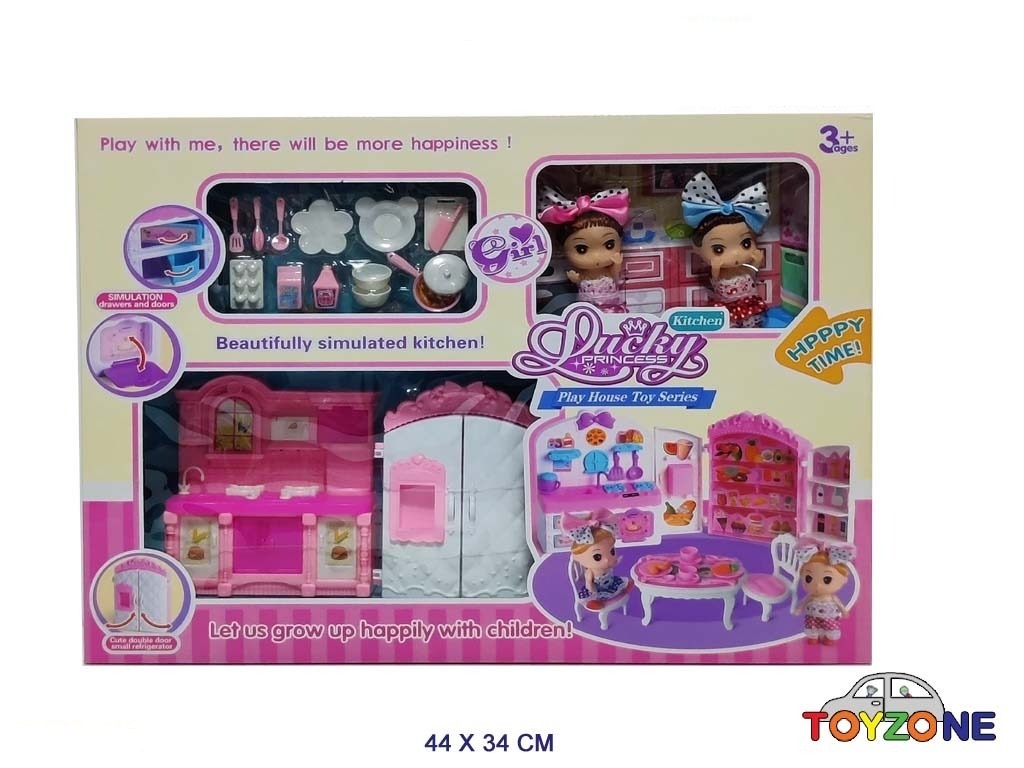 Play with me, there will be more happiness !
3+
ages
Girl
SIMULATION
drawers and doors
Beautifully simulated kitchen!
Kitchen
Lucky
PRINCESS
Play House Toy Series
HPPPY
TIME!
Cute double door
small refrigerator
Let us grow up happily with children!
TOYZONE
44 X 34 CM